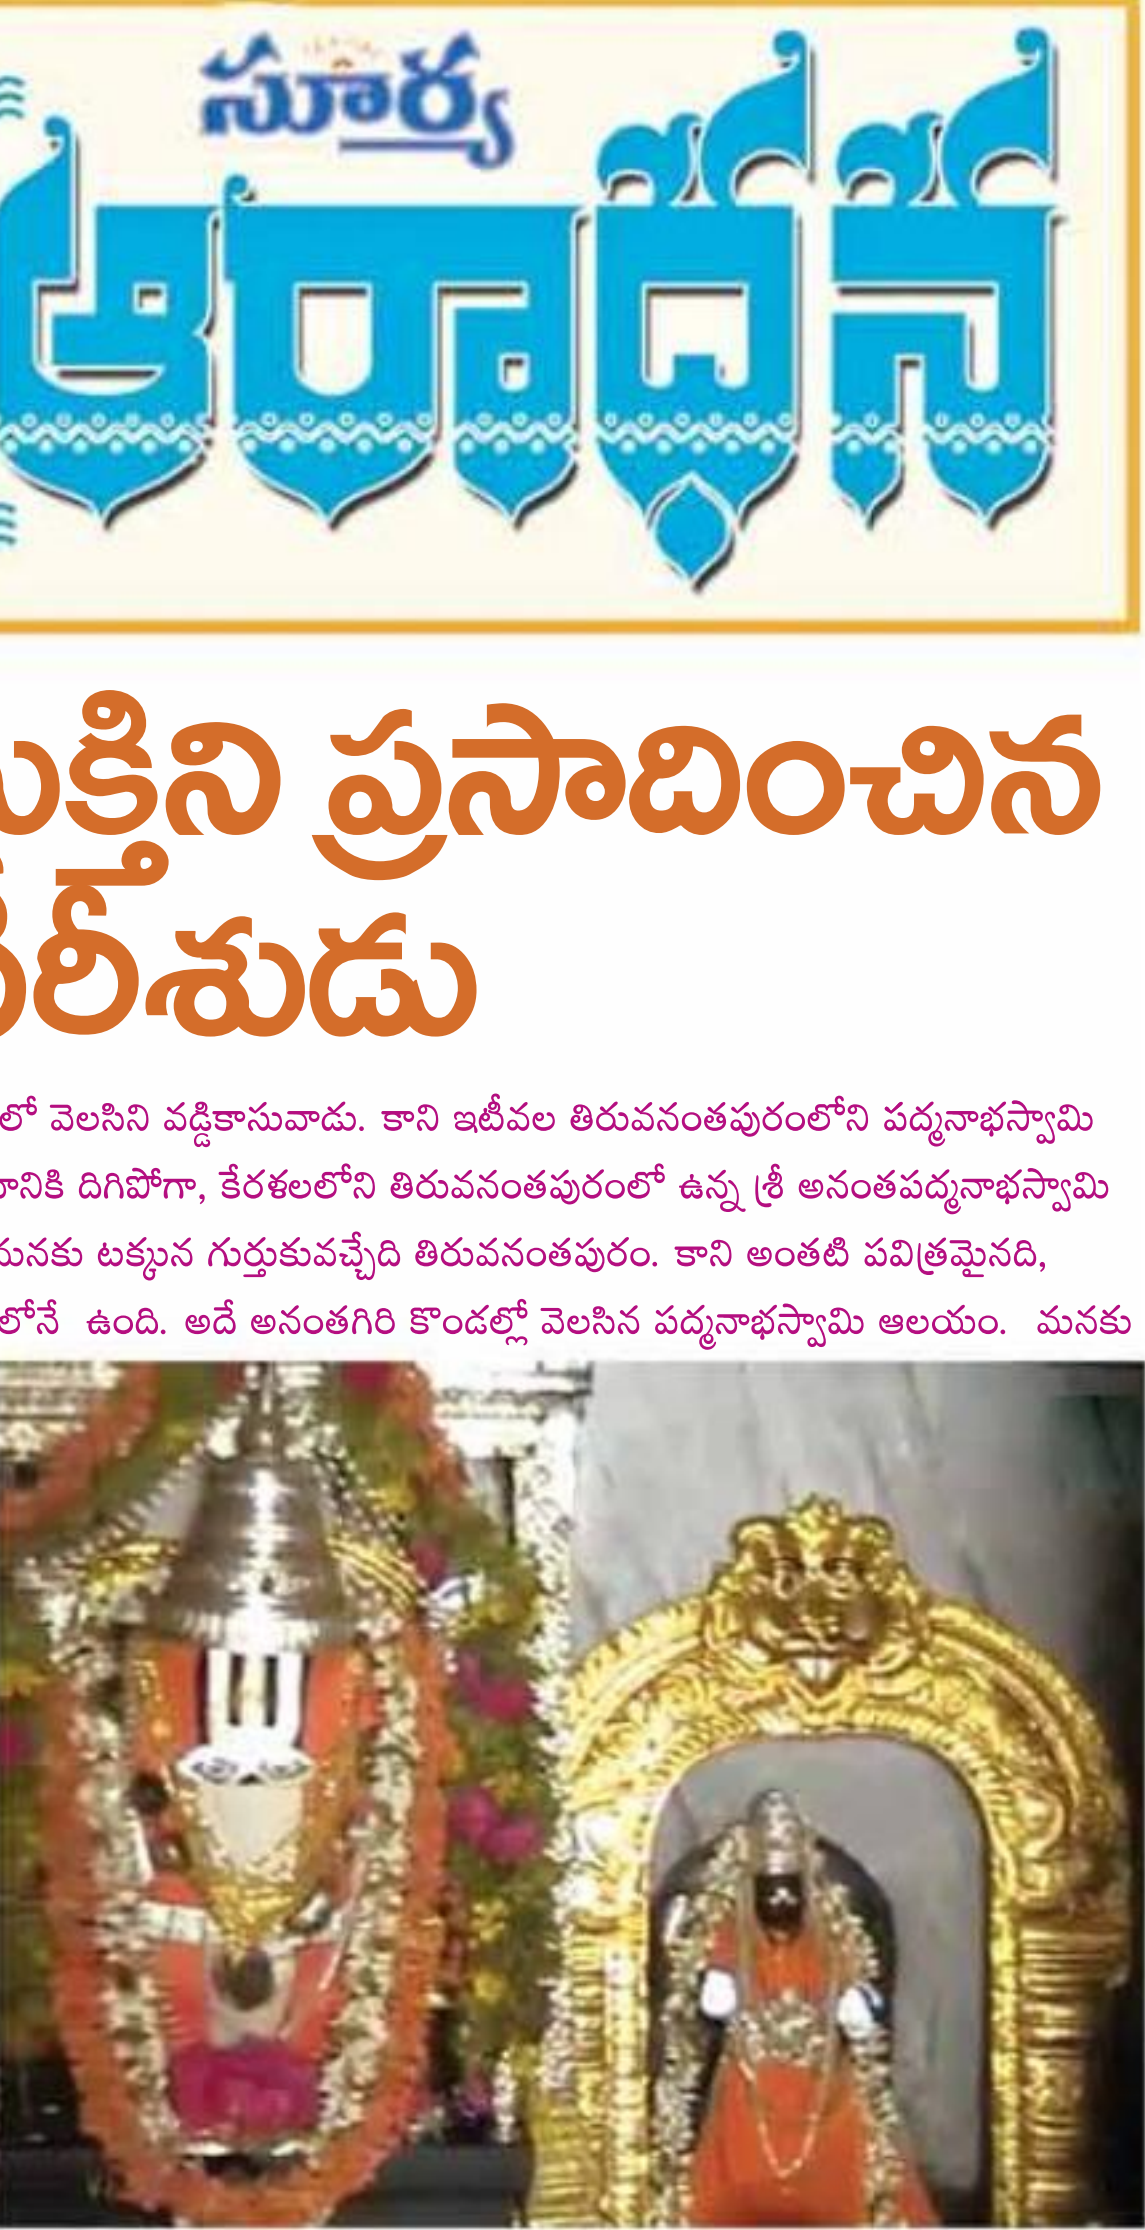 సూర్య
ఆరాధన
ప్రసాదించిన
లో వెలసిని వడ్డికాసువాడు. కాని ఇటీవల తిరువనంతపురంలోని పద్మనాభస్వామి
దిగిపోగా, కేరళలలోని తిరువనంతపురంలో ఉన్న శ్రీ అనంతపద్మనాభస్వామి
మనకు టక్కున గుర్తుకువచ్చేది తిరువనంతపురం. కాని అంతటి పవిత్రమైనది,
లోనే ఉంది. అదే అనంతగిరి కొండల్లో వెలసిన పద్మనాభస్వామి ఆలయం. మనకు